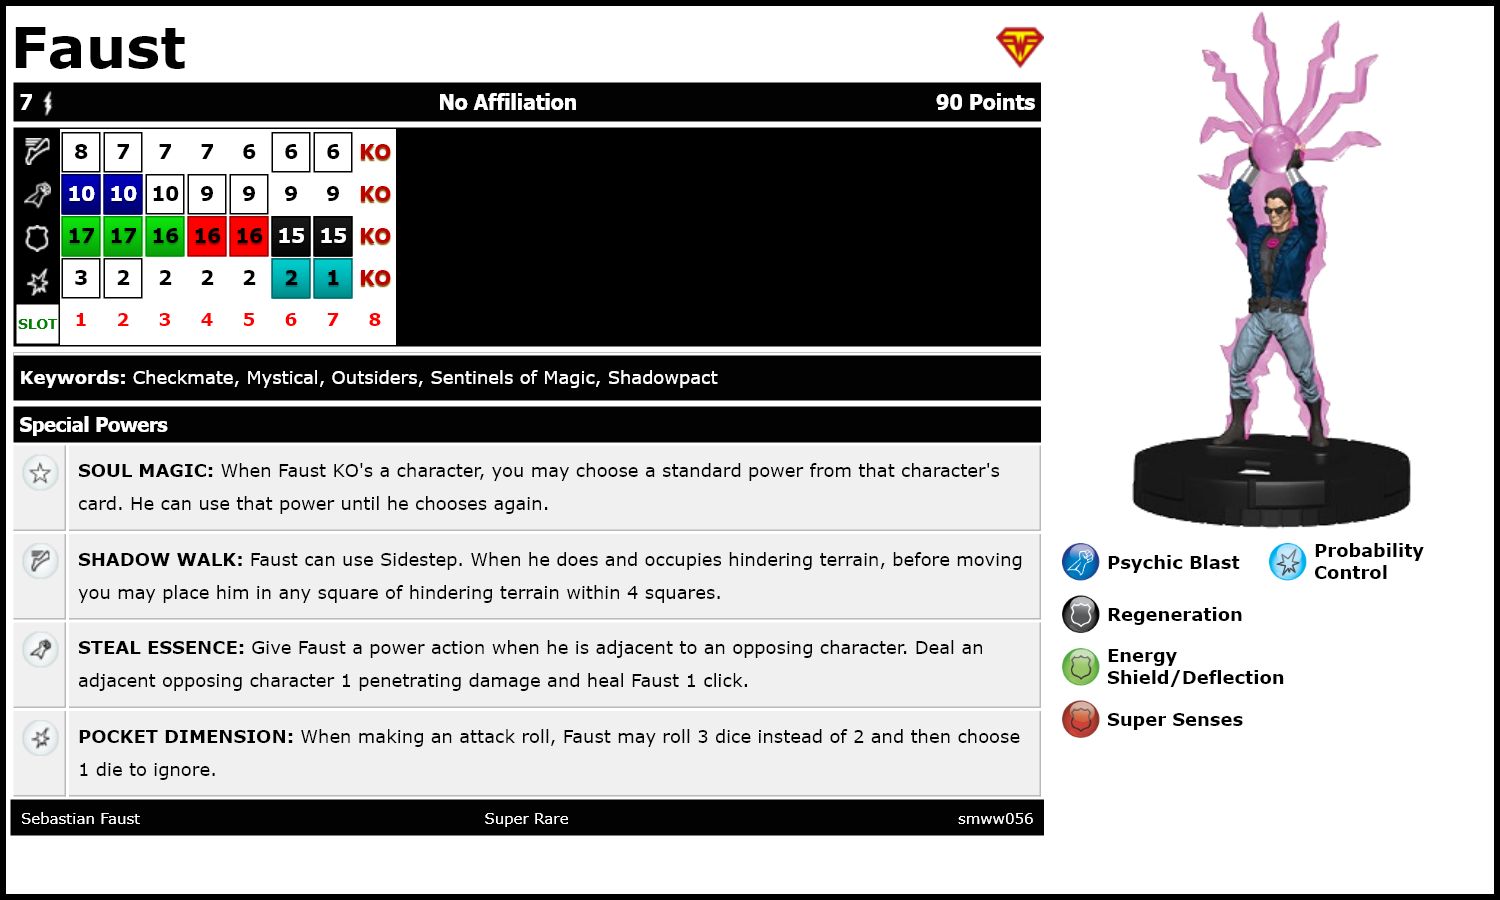 Faust
7 No Affiliation 90 Points
8 7 7 7 6 6 6 KO
10 10 10 9 9 9 9 KO
17 17 16 16 16 15 15 KO
3 2 2 2 2 2 1 KO
SLOT 1 2 3 4 5 6 7 8
Keywords: Checkmate, Mystical, Outsiders, Sentinels of Magic, Shadowpact
Special Powers
SOUL MAGIC: When Faust KO's a character, you may choose a standard power from that character's
card. He can use that power until he chooses again.
SHADOW WALK: Faust can use Sidestep. When he does and occupies hindering terrain, before moving
you may place him in any square of hindering terrain within 4 squares.
STEAL ESSENCE: Give Faust a power action when he is adjacent to an opposing character. Deal an
adjacent opposing character 1 penetrating damage and heal Faust 1 click.
POCKET DIMENSION: When making an attack roll, Faust may roll 3 dice instead of 2 and then choose
1 die to ignore.
Sebastian Faust Super Rare smww056
Psychic Blast
Probability
Control
Regeneration
Energy
Shield/Deflection
Super Senses